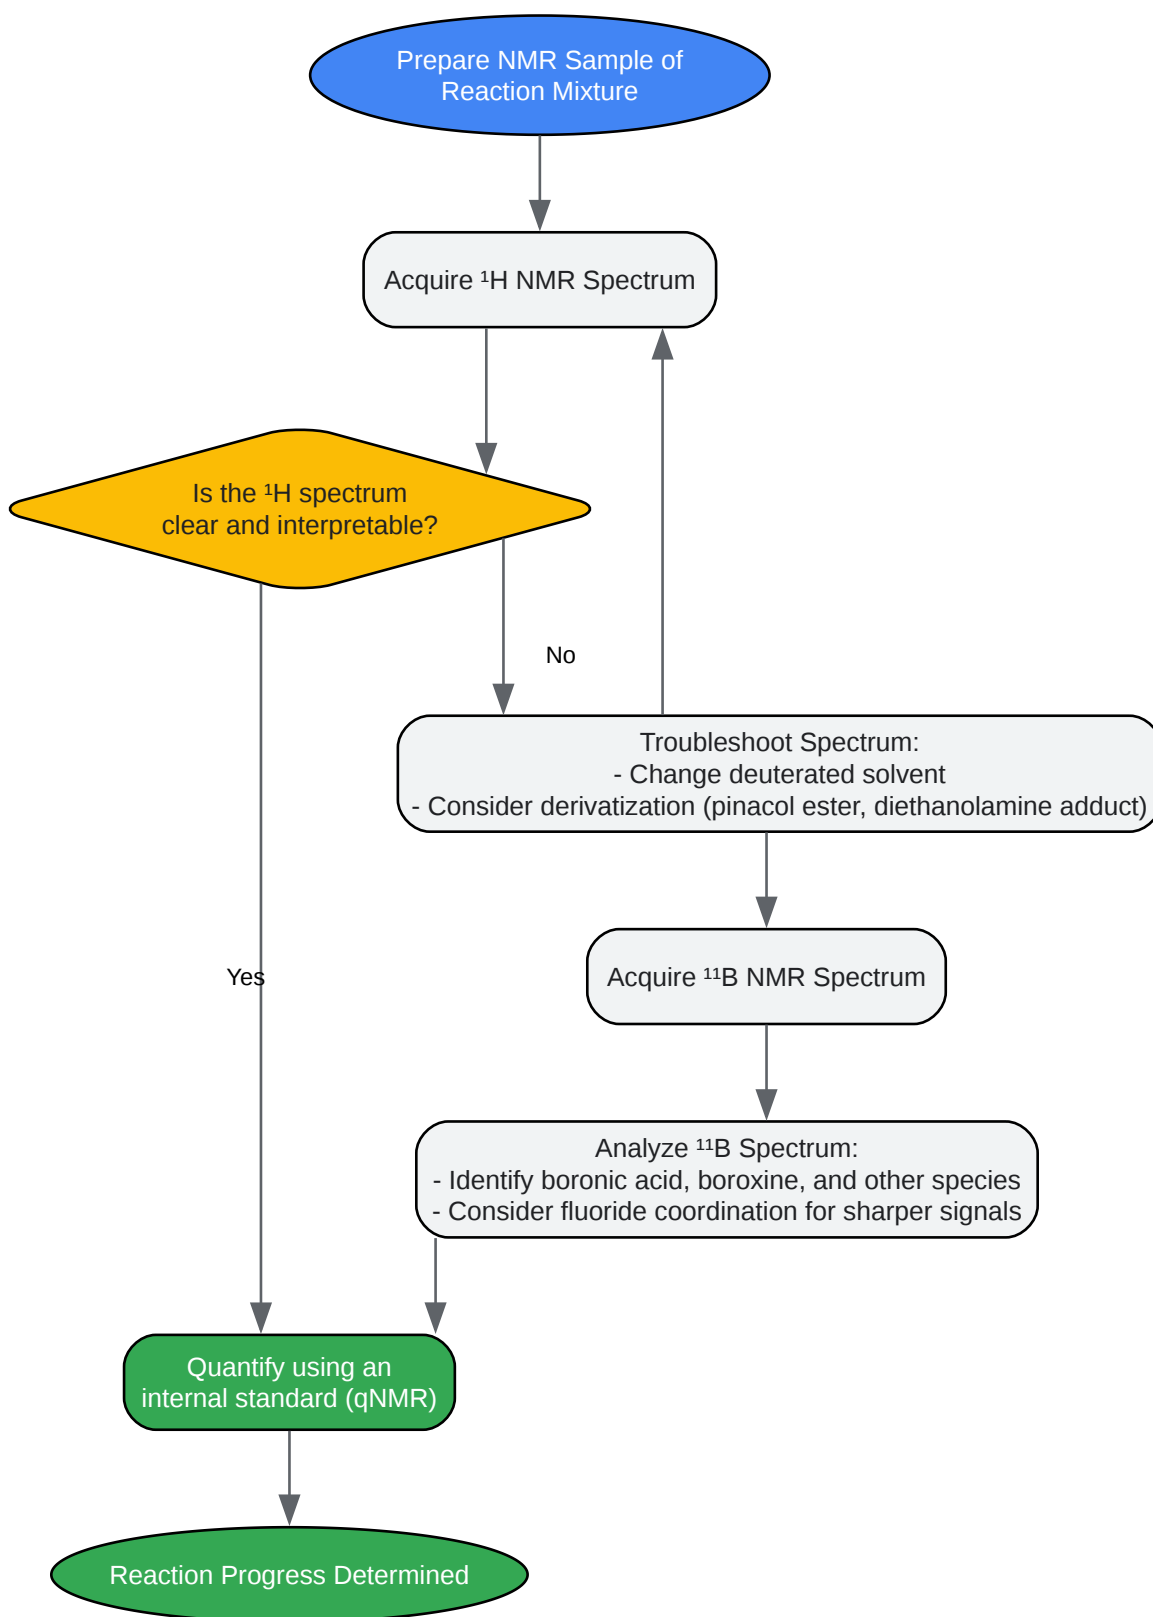 Prepare NMR Sample of
Reaction Mixture
Acquire ¹H NMR Spectrum
Is the ¹H spectrum
clear and interpretable?
No
Troubleshoot Spectrum:
- Change deuterated solvent
- Consider derivatization (pinacol ester, diethanolamine adduct)
Yes
Acquire ¹¹B NMR Spectrum
Analyze ¹¹B Spectrum:
- Identify boronic acid, boroxine, and other species
- Consider fluoride coordination for sharper signals
Quantify using an
internal standard (qNMR)
Reaction Progress Determined